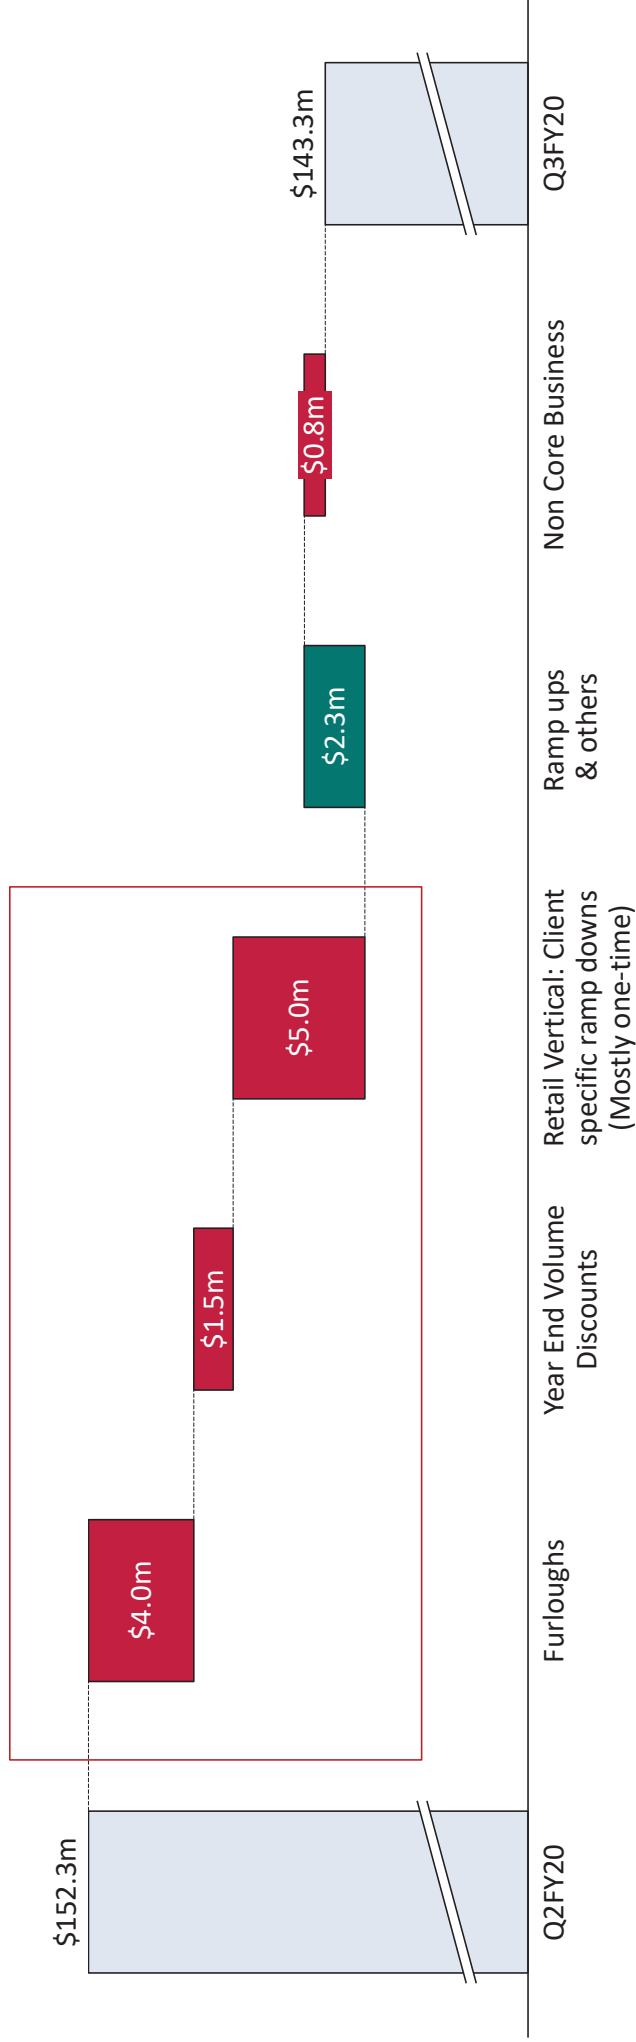 $152.3m
$4.0m
$1.5m
$5.0m
$2.3m
$0.8m
$143.3m
Q2FY20
Furloughs
Year End Volume
Discounts
Retail Vertical: Client
specific ramp downs
(Mostly one-time)
Ramp ups
& others
Non Core Business
Q3FY20